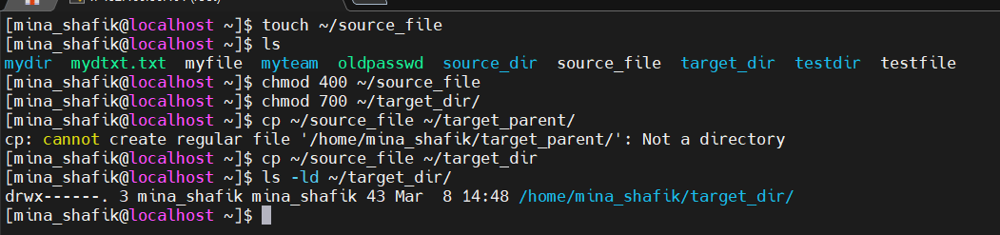 [mina_shafik@localhost ~]$ touch ~/source_file
[mina_shafik@localhost ~]$ ls
mydir mydtxt.txt myfile myteam oldpasswd source_dir source_file target_dir testdir testfile
[mina_shafik@localhost ~]$ chmod 400 ~/source_file
[mina_shafik@localhost ~]$ chmod 700 ~/target_dir/
[mina_shafik@localhost ~]$ cp ~/source_file ~/target_parent/
cp: cannot create regular file '/home/mina_shafik/target_parent/': Not a directory
[mina_shafik@localhost ~]$ cp ~/source_file ~/target_dir
[mina_shafik@localhost ~]$ ls -ld ~/target_dir/
drwx------. 3 mina_shafik mina_shafik 43 Mar  8 14:48 /home/mina_shafik/target_dir/
[mina_shafik@localhost ~]$